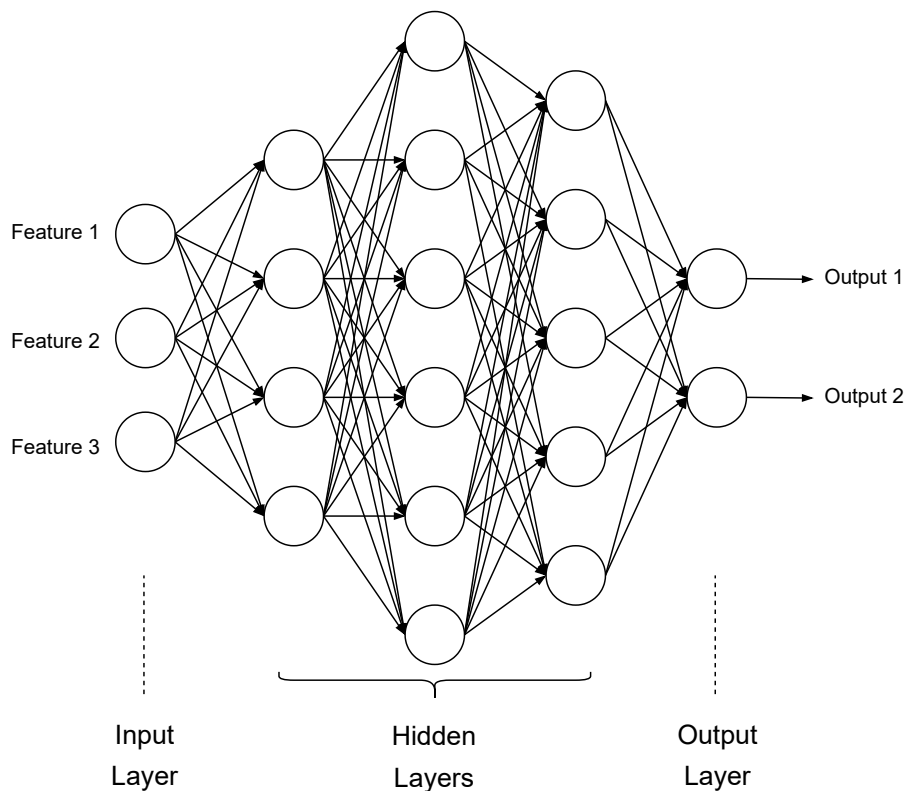 Feature 1
Feature 2
Feature 3
Output 1
Output 2
Input
Layer
Hidden
Layers
Output
Layer